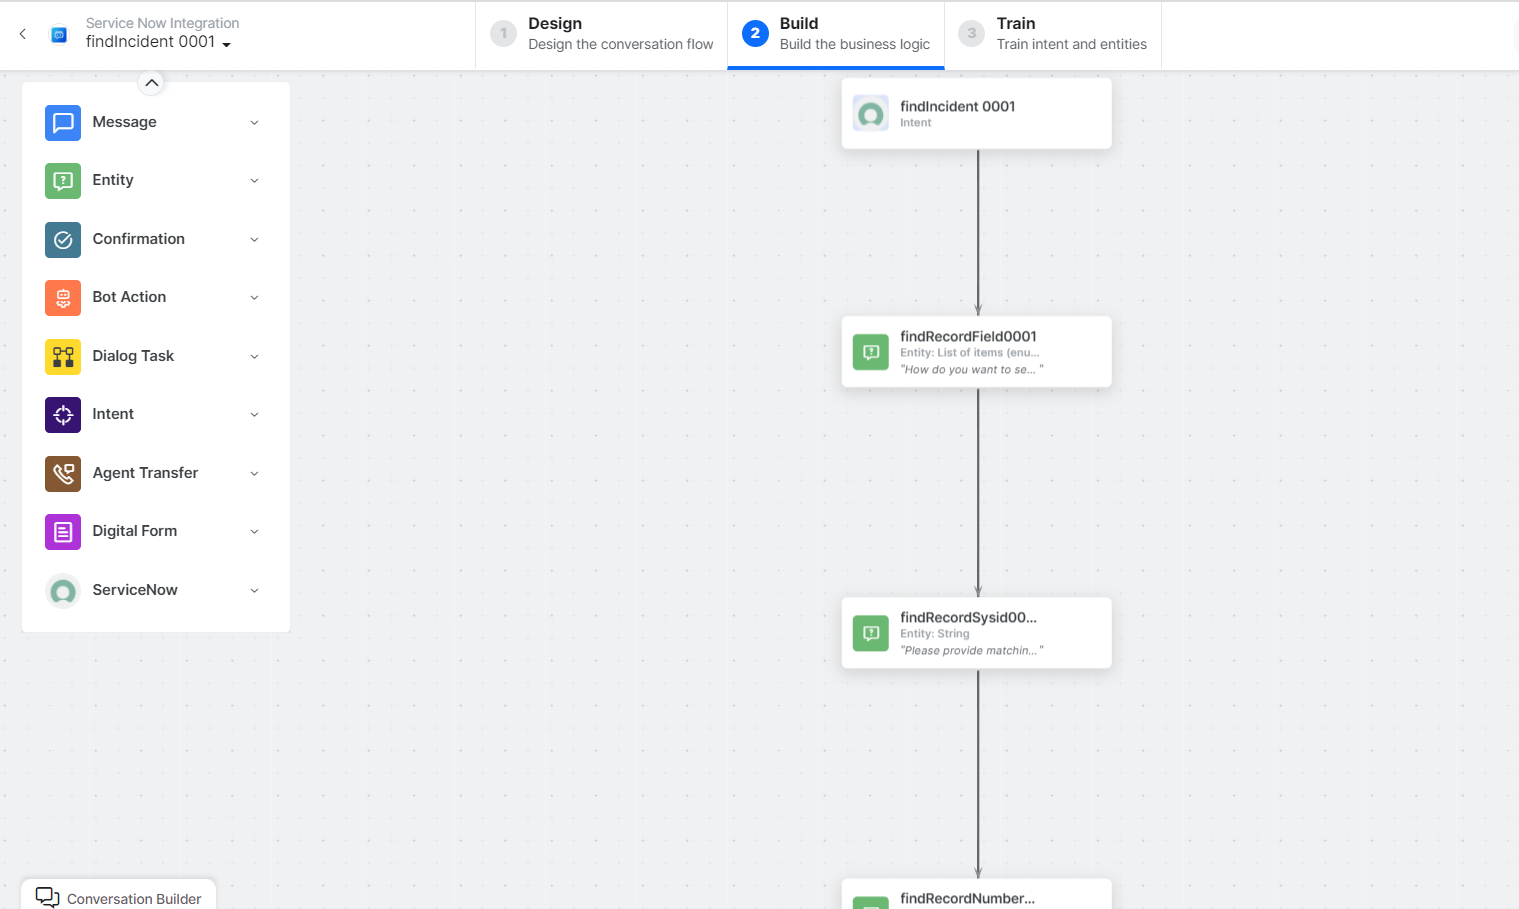 Service Now Integration
findIncident 0001
1
Design
Design the conversation flow
2
Build
Build the business logic
3
Train
Train intent and entities
Message
Entity
Confirmation
Bot Action
Dialog Task
Intent
Agent Transfer
Digital Form
ServiceNow
findIncident 0001
Intent
findRecordField0001
Entity: List of items (enu...
"How do you want to se... "
findRecordSysid00...
Entity: String
"Please provide matchin... "
findRecordNumber...
Conversation Builder